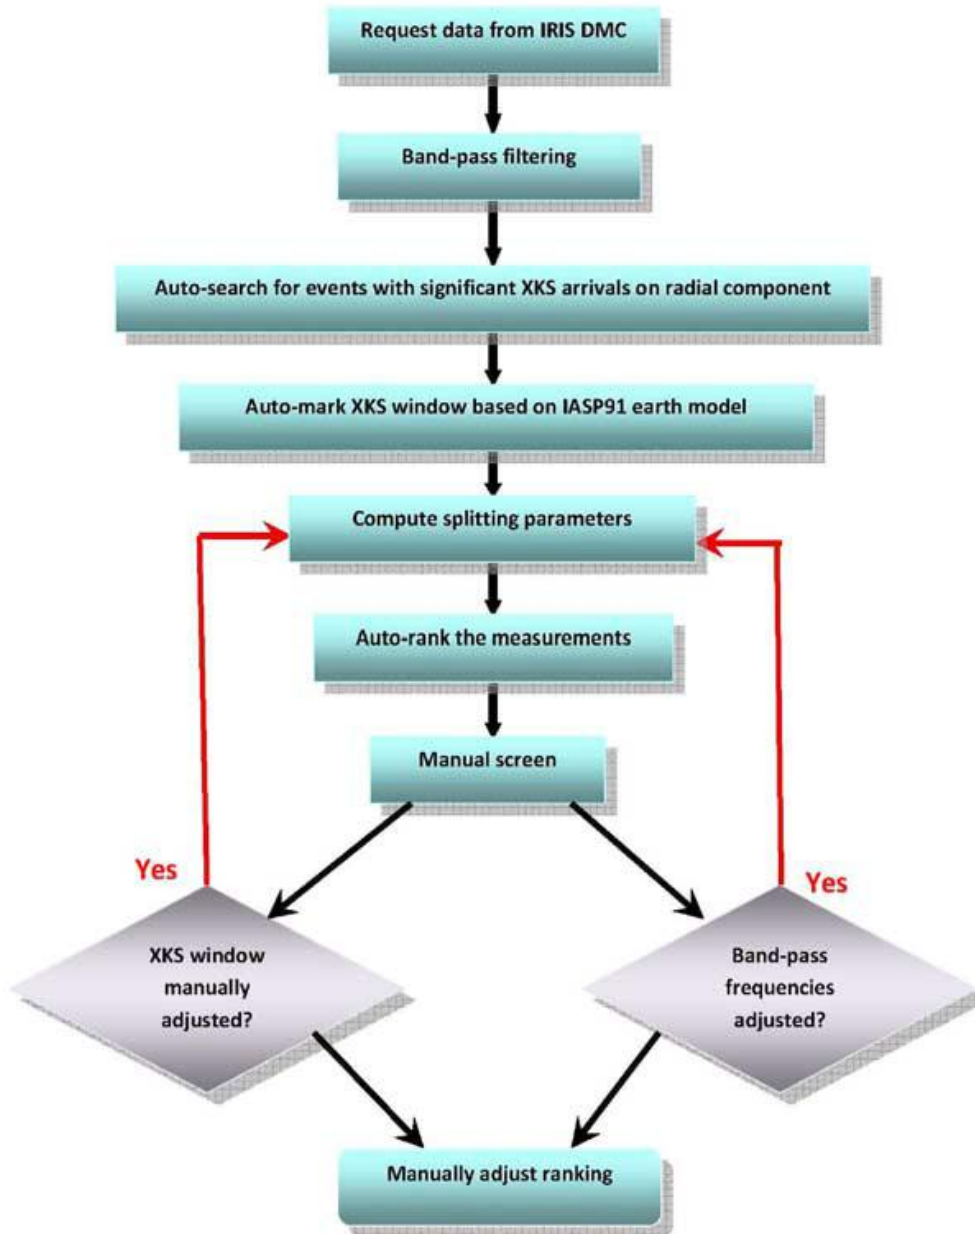 Request data from IRIS DMC
Band-pass filtering
Auto-search for events with significant XKS arrivals on radial component
Auto-mark XKS window based on IASP91 earth model
Compute splitting parameters
Auto-rank the measurements
Manual screen
Yes
Yes
XKS window
manually
adjusted?
Band-pass
frequencies
adjusted?
Manually adjust ranking